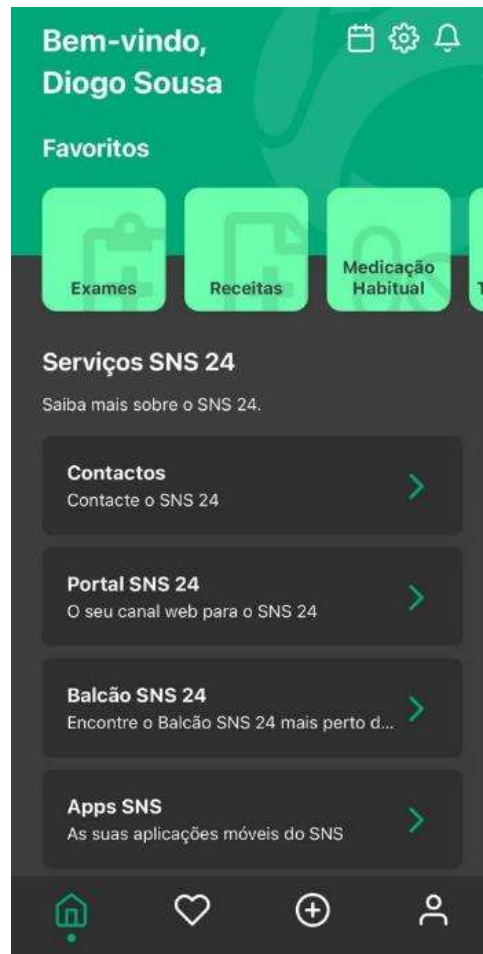 Bem-vindo,
Diogo Sousa
Favoritos
Exames
Receitas
Medicação
Habitual
Serviços SNS 24
Saiba mais sobre o SNS 24.
Contactos
Contacte o SNS 24
Portal SNS 24
O seu canal web para o SNS 24
Balcão SNS 24
Encontre o Balcão SNS 24 mais perto d...
Apps SNS
As suas aplicações móveis do SNS